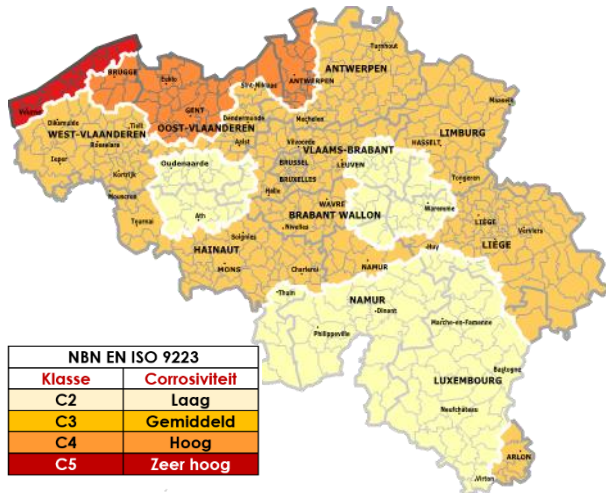 BRUGGE
Eeklo
Sint-Niklaas
ANTWERPEN
ANTWERPEN
Turnhout
Veurne
GENT
Diksmuide
Tielt
Dendermonde
Mechelen
Maaseik
WEST-VLAANDEREN
OOST-VLAANDEREN
Roeselare
Aalst
Vilvoorde
VLAAMS-BRABANT
HASSELT
LIMBURG
Ieper
Oudenaarde
BRUSSEL
LEUVEN
Kortrijk
BRUXELLES
Tongeren
Mouscron
Halle
WAVRE
Waremme
Tournai
Ath
BRABANT WALLON
LIÈGE
Verviers
Soignies
Nivelles
LIÈGE
HAINAUT
Huy
MONS
Charleroi
NAMUR
Thuin
NAMUR
Dinant
Philippeville
Marche-en-Famenne
Bastogne
LUXEMBOURG
Neufchâteau
ARLON
Virton
NBN EN ISO 9223
Klasse Corrosiviteit
C2 Laag
C3 Gemiddeld
C4 Hoog
C5 Zeer hoog